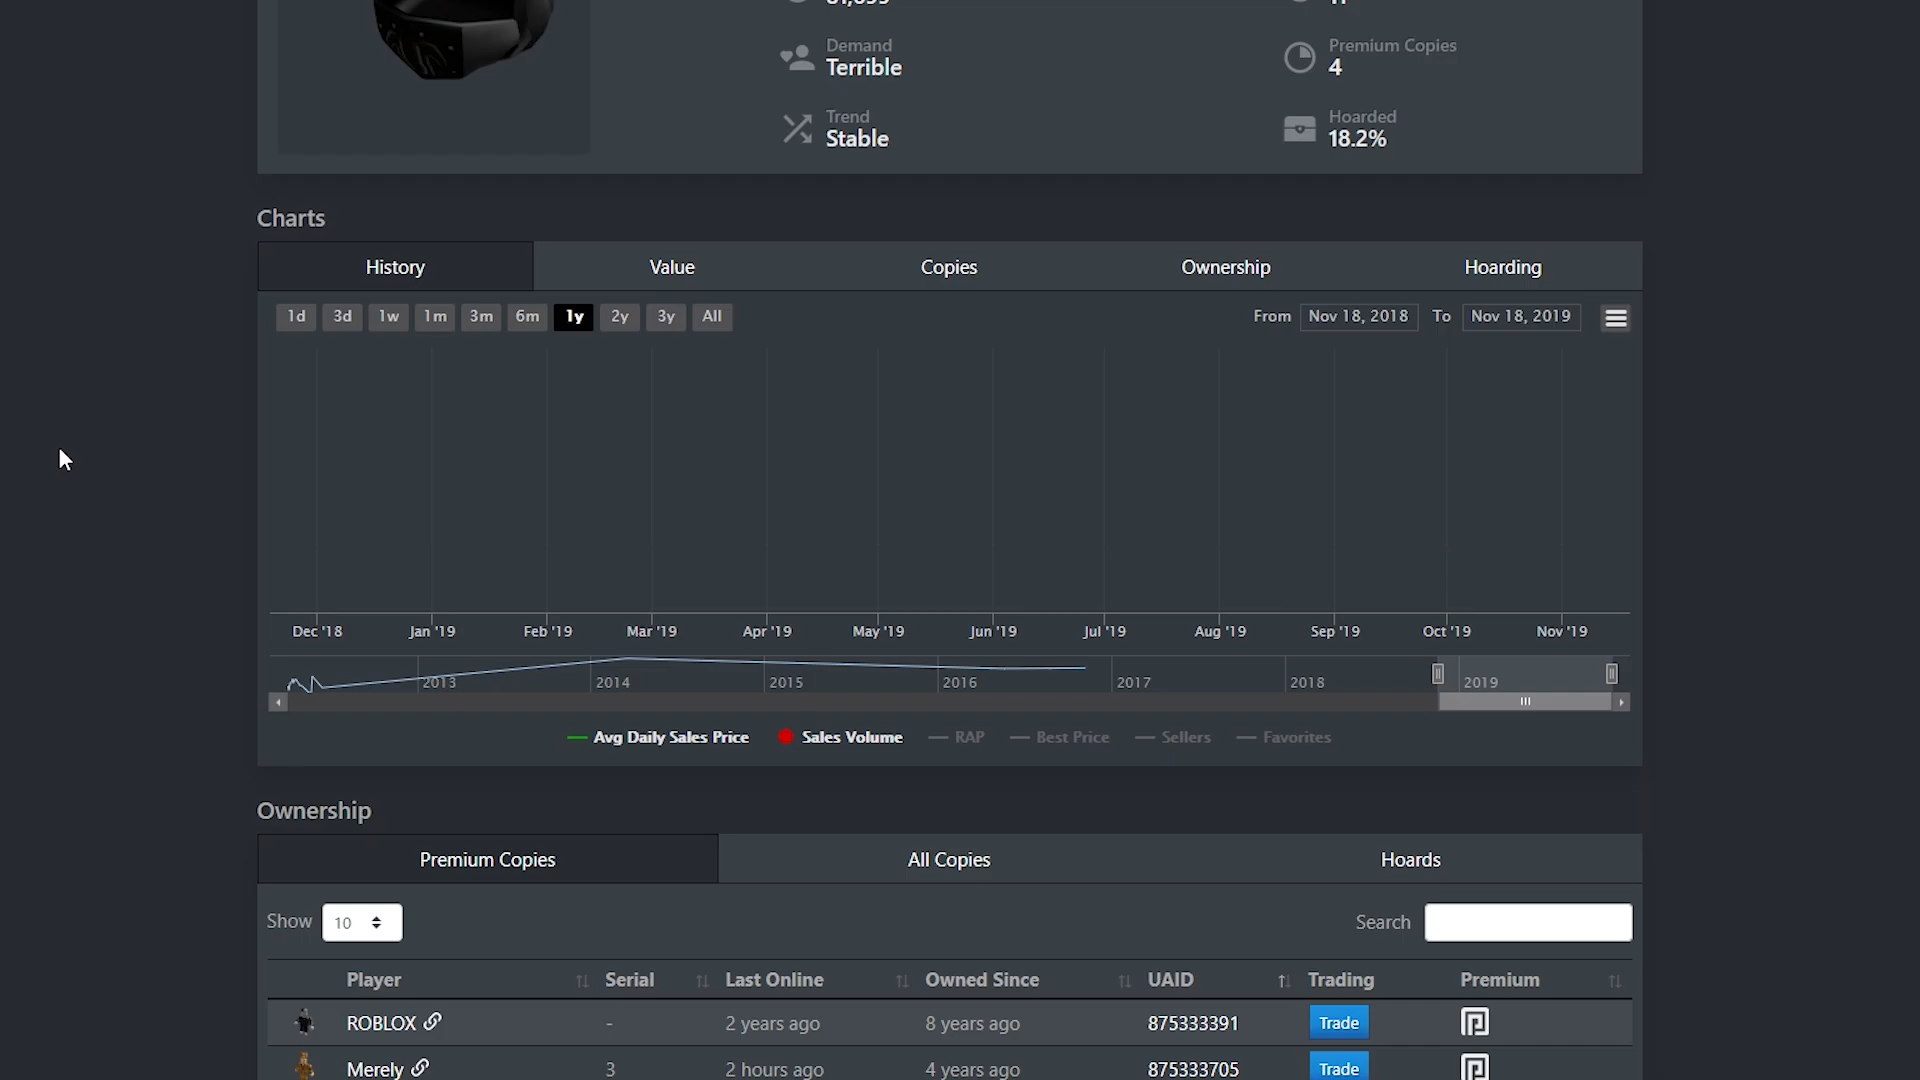 Demand
Terrible
Premium Copies
4
Trend
Stable
Hoarded
18.2%
Charts
History Value Copies Ownership Hoarding
1d 3d 1w 1m 3m 6m 1y 2y 3y All From Nov 18, 2018 To Nov 18, 2019
Dec '18 Jan '19 Feb '19 Mar '19 Apr '19 May '19 Jun '19 Jul '19 Aug '19 Sep '19 Oct '19 Nov '19
2013 2014 2015 2016 2017 2018 2019
Avg Daily Sales Price Sales Volume RAP Best Price Sellers Favorites
Ownership
Premium Copies All Copies Hoards
Show 10 Search
Player Serial Last Online Owned Since UAID Trading Premium
ROBLOX - 2 years ago 8 years ago 875333391 Trade
Merely 3 2 hours ago 4 years ago 875333705 Trade